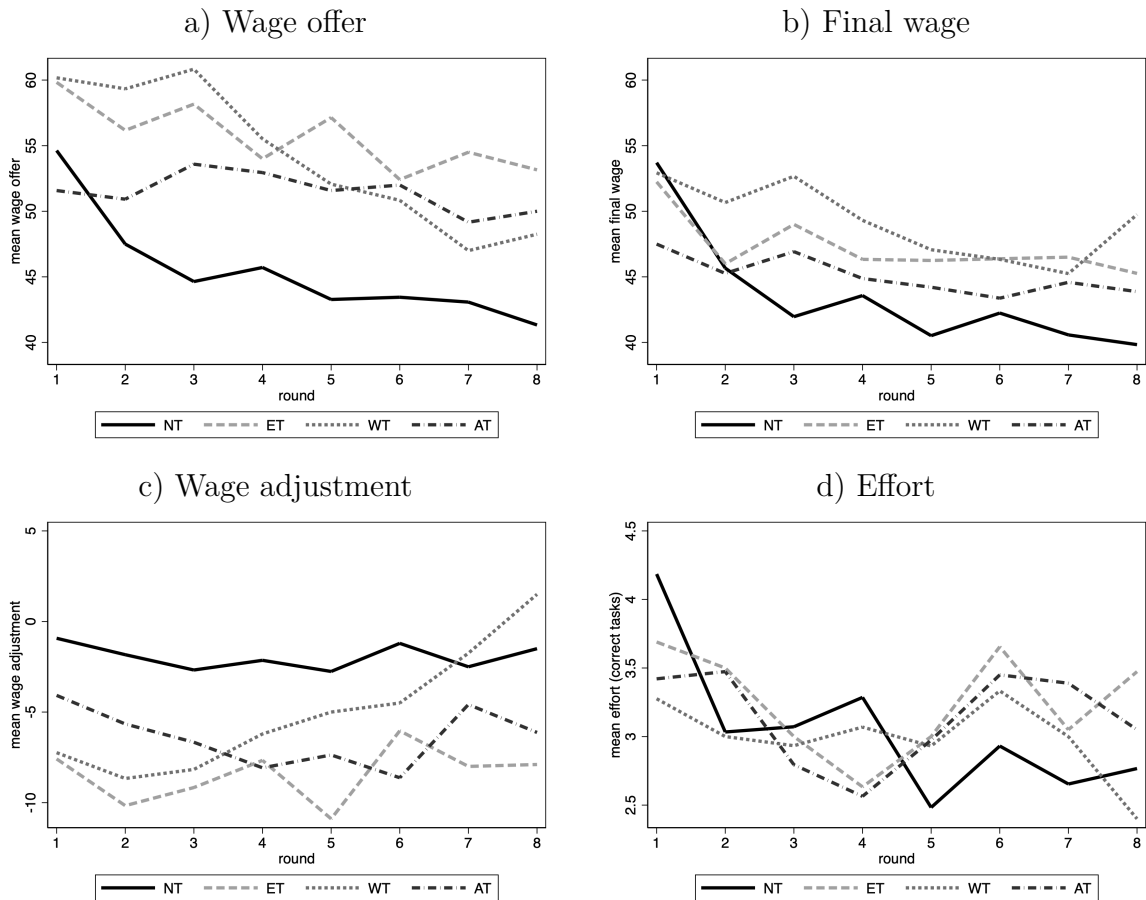 a) Wage offer
mean wage offer
60
55
50
45
40
1 2 3 4 5 6 7 8
round
NT ET WT AT
b) Final wage
mean final wage
60
55
50
45
40
1 2 3 4 5 6 7 8
round
NT ET WT AT
c) Wage adjustment
mean wage adjustment
5
0
-5
-10
1 2 3 4 5 6 7 8
round
NT ET WT AT
d) Effort
mean effort (correct tasks)
4.5
4
3.5
3
2.5
1 2 3 4 5 6 7 8
round
NT ET WT AT